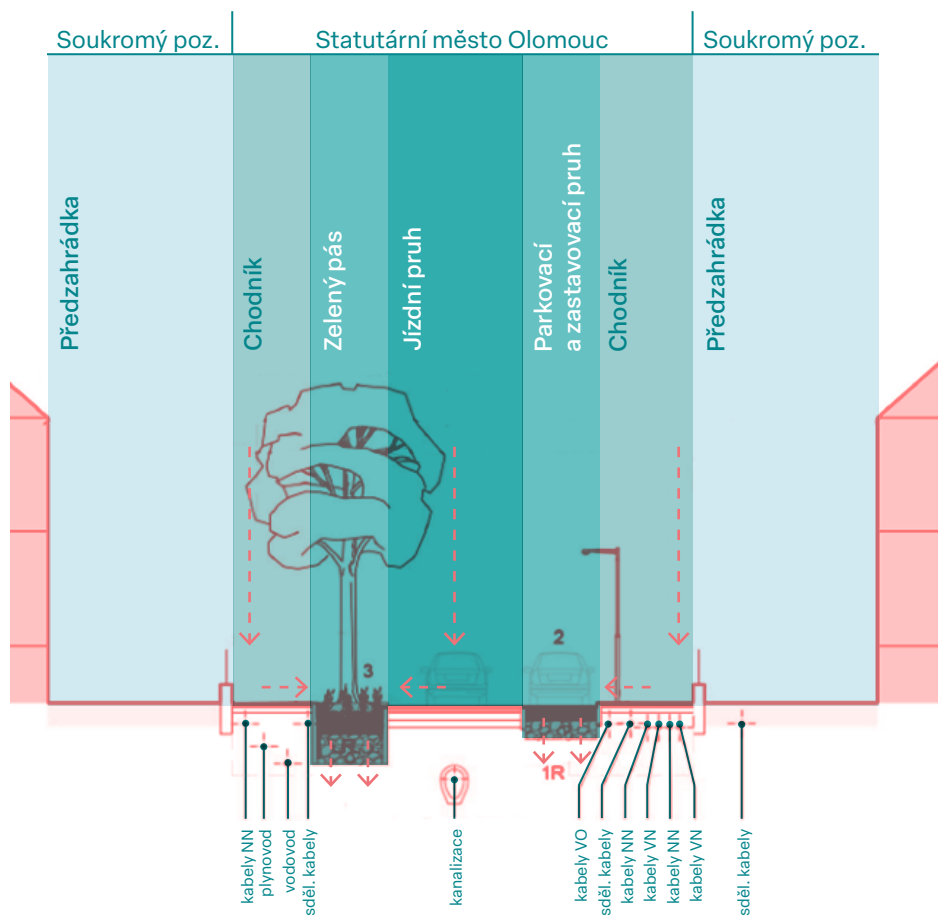 Soukromý poz.
Statutární město Olomouc
Soukromý poz.
Předzahrádka
Chodník
Zelený pás
Jízdní pruh
Parkovací
a zastavovací pruh
Chodník
Předzahrádka
3
2
1R
kabely NN
plynovod
vodovod
sděl. kabely
kanalizace
kabely VO
sděl. kabely
kabely NN
kabely VN
kabely NN
kabely VN
sděl. kabely